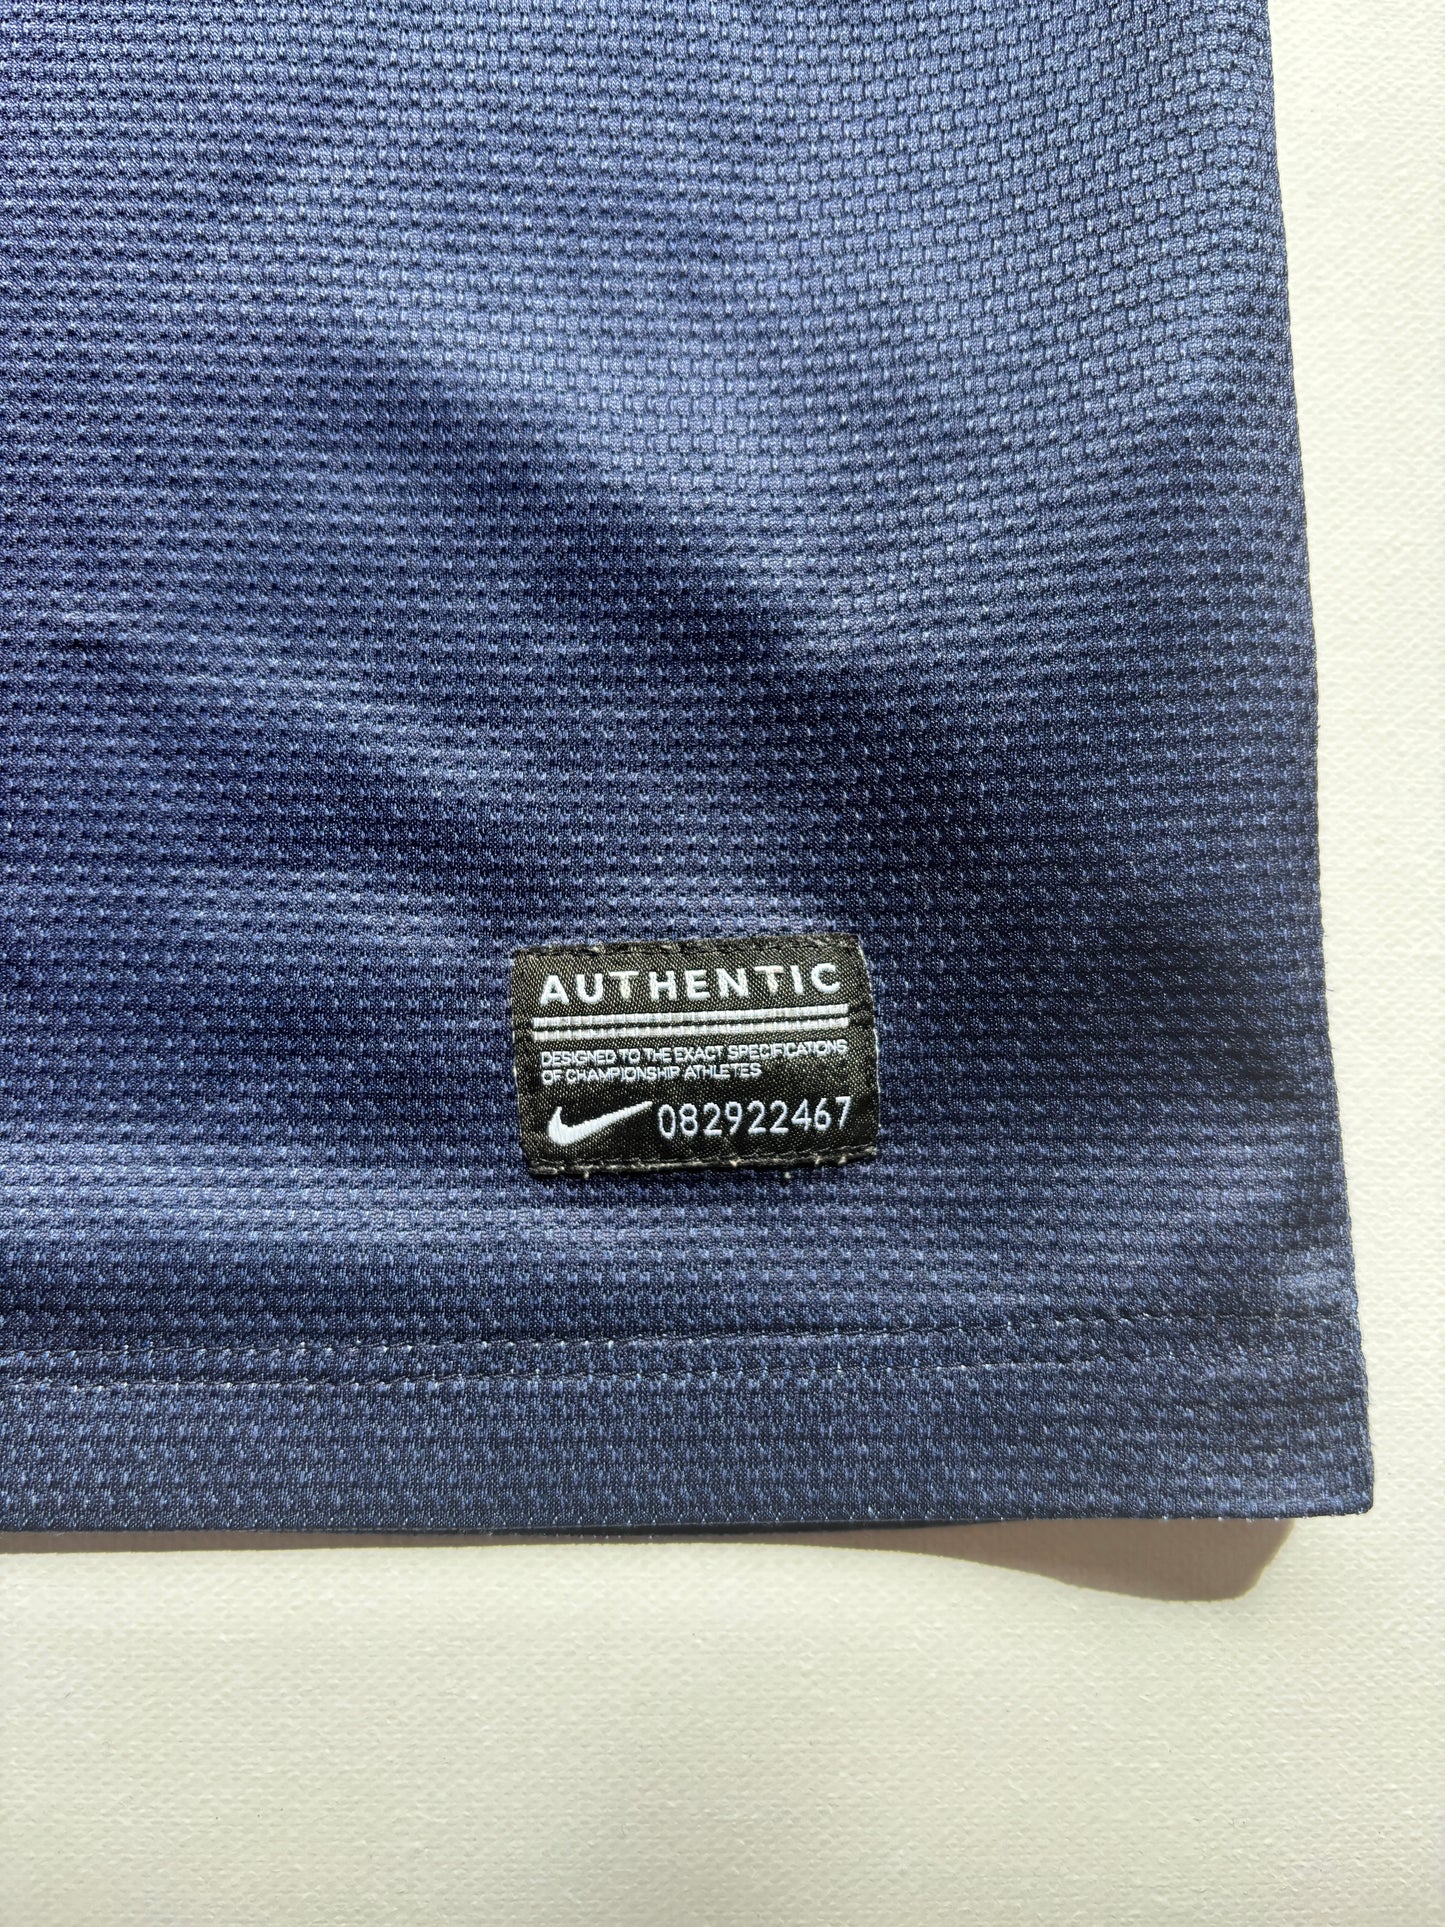 AUTHENTIC
DESIGNED TO THE EXACT SPECIFICATIONS
OF CHAMPIONSHIP ATHLETES
082922467